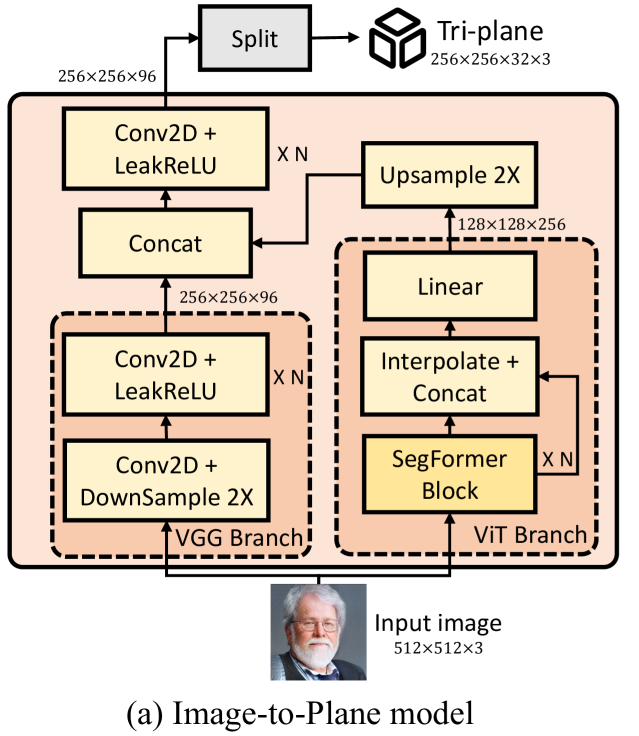 Split
Tri-plane
256×256×32×3
256×256×96
Conv2D +
LeakReLU
X N
Upsample 2X
Concat
128×128×256
256×256×96
Linear
Conv2D +
LeakReLU
X N
Interpolate +
Concat
Conv2D +
DownSample 2X
SegFormer
Block
X N
VGG Branch
ViT Branch
Input image
512×512×3
(a) Image-to-Plane model